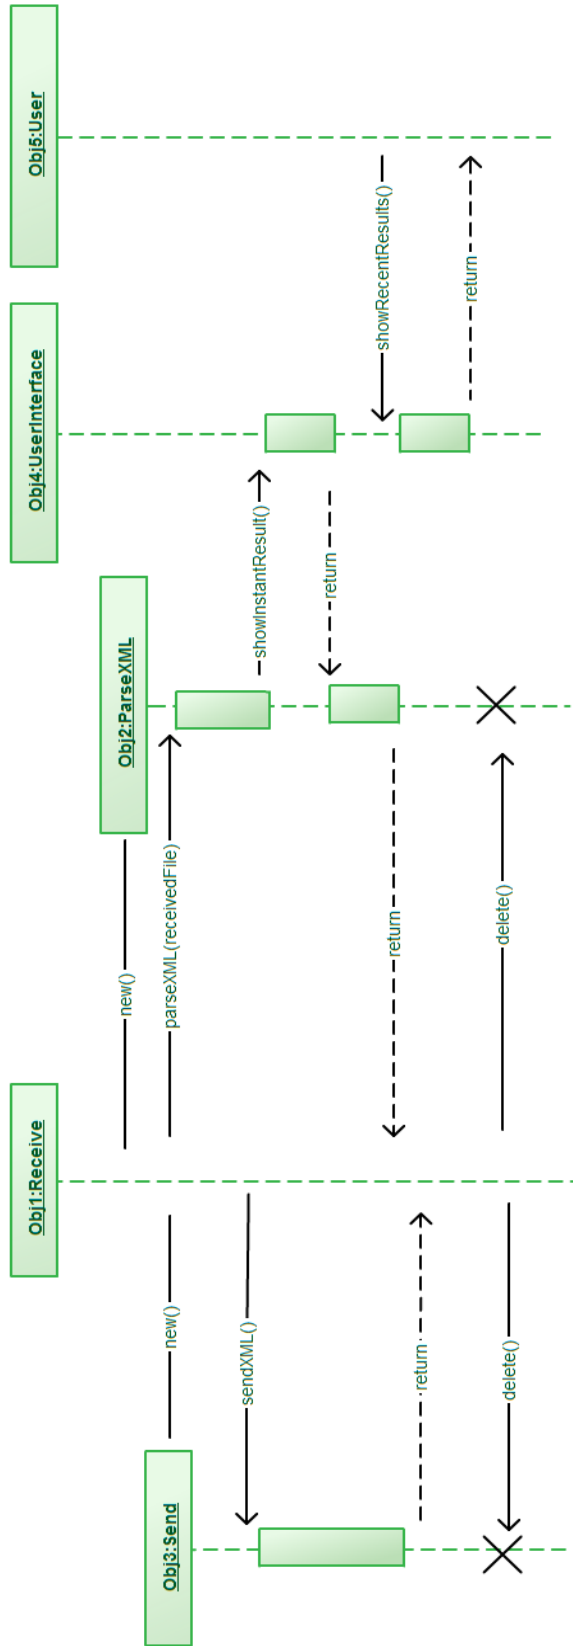 Obj3:Send
Obj1:Receive
Obj2:ParseXML
Obj4:UserInterface
Obj5:User
new()
new()
parseXML(receivedFile)
sendXML()
showInstantResult()
return
showRecentResults()
return
return
return
delete()
delete()